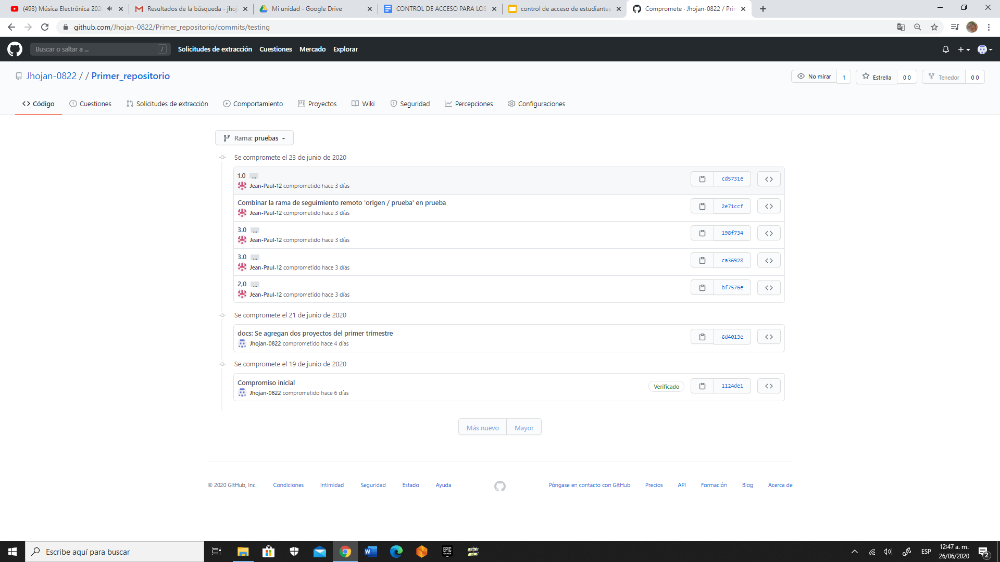 (493) Música Electrónica 202
Resultados de la búsqueda - jhoj
Mi unidad - Google Drive
CONTROL DE ACCESO PARA LOS
control de acceso de estudiantes
Compromete · Jhojan-0822 / Prin
github.com/Jhojan-0822/Primer_repositorio/commits/testing
Buscar o saltar a ... /
Solicitudes de extracción
Cuestiones
Mercado
Explorar
Jhojan-0822 / / Primer_repositorio
No mirar 1
Estrella 0 0
Tenedor 0 0
Código
Cuestiones
Solicitudes de extracción
Comportamiento
Proyectos
Wiki
Seguridad
Percepciones
Configuraciones
Rama: pruebas
Se compromete el 23 de junio de 2020
1.0 ...
Jean-Paul-12 comprometido hace 3 días
cd5731e
Combinar la rama de seguimiento remoto 'origen / prueba' en prueba
Jean-Paul-12 comprometido hace 3 días
2e71ccf
3.0 ...
Jean-Paul-12 comprometido hace 3 días
198f734
3.0 ...
Jean-Paul-12 comprometido hace 3 días
ca36928
2,0 ...
Jean-Paul-12 comprometido hace 3 días
bf7576e
Se compromete el 21 de junio de 2020
docs: Se agregan dos proyectos del primer trimestre
Jhojan-0822 comprometido hace 4 días
6d4013e
Se compromete el 19 de junio de 2020
Compromiso inicial
Jhojan-0822 comprometido hace 6 días
Verificado
1124de1
Más nuevo
Mayor
© 2020 GitHub, Inc.
Condiciones
Intimidad
Seguridad
Estado
Ayuda
Póngase en contacto con GitHub
Precios
API
Formación
Blog
Acerca de
Escribe aquí para buscar
EPIC GAMES
ESP
12:47 a. m.
26/06/2020
2